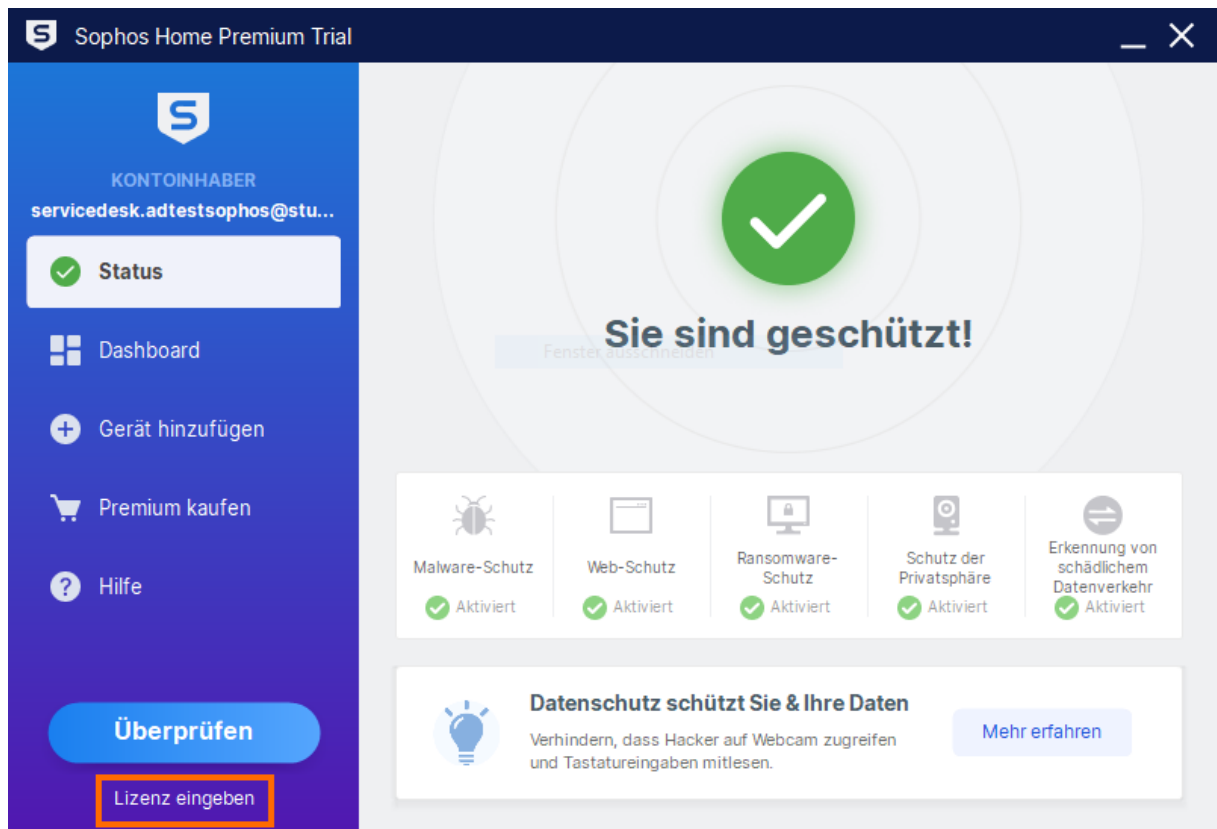 Sophos Home Premium Trial
KONTOINHABER
servicedesk.adtestsophos@stu...
Status
Dashboard
Gerät hinzufügen
Premium kaufen
Hilfe
Überprüfen
Lizenz eingeben
Sie sind geschützt!
Fenster ausschneiden
Malware-Schutz
Aktiviert
Web-Schutz
Aktiviert
Ransomware-
Schutz
Aktiviert
Schutz der
Privatsphäre
Aktiviert
Erkennung von
schädlichem
Datenverkehr
Aktiviert
Datenschutz schützt Sie & Ihre Daten
Verhindern, dass Hacker auf Webcam zugreifen
und Tastatureingaben mitlesen.
Mehr erfahren